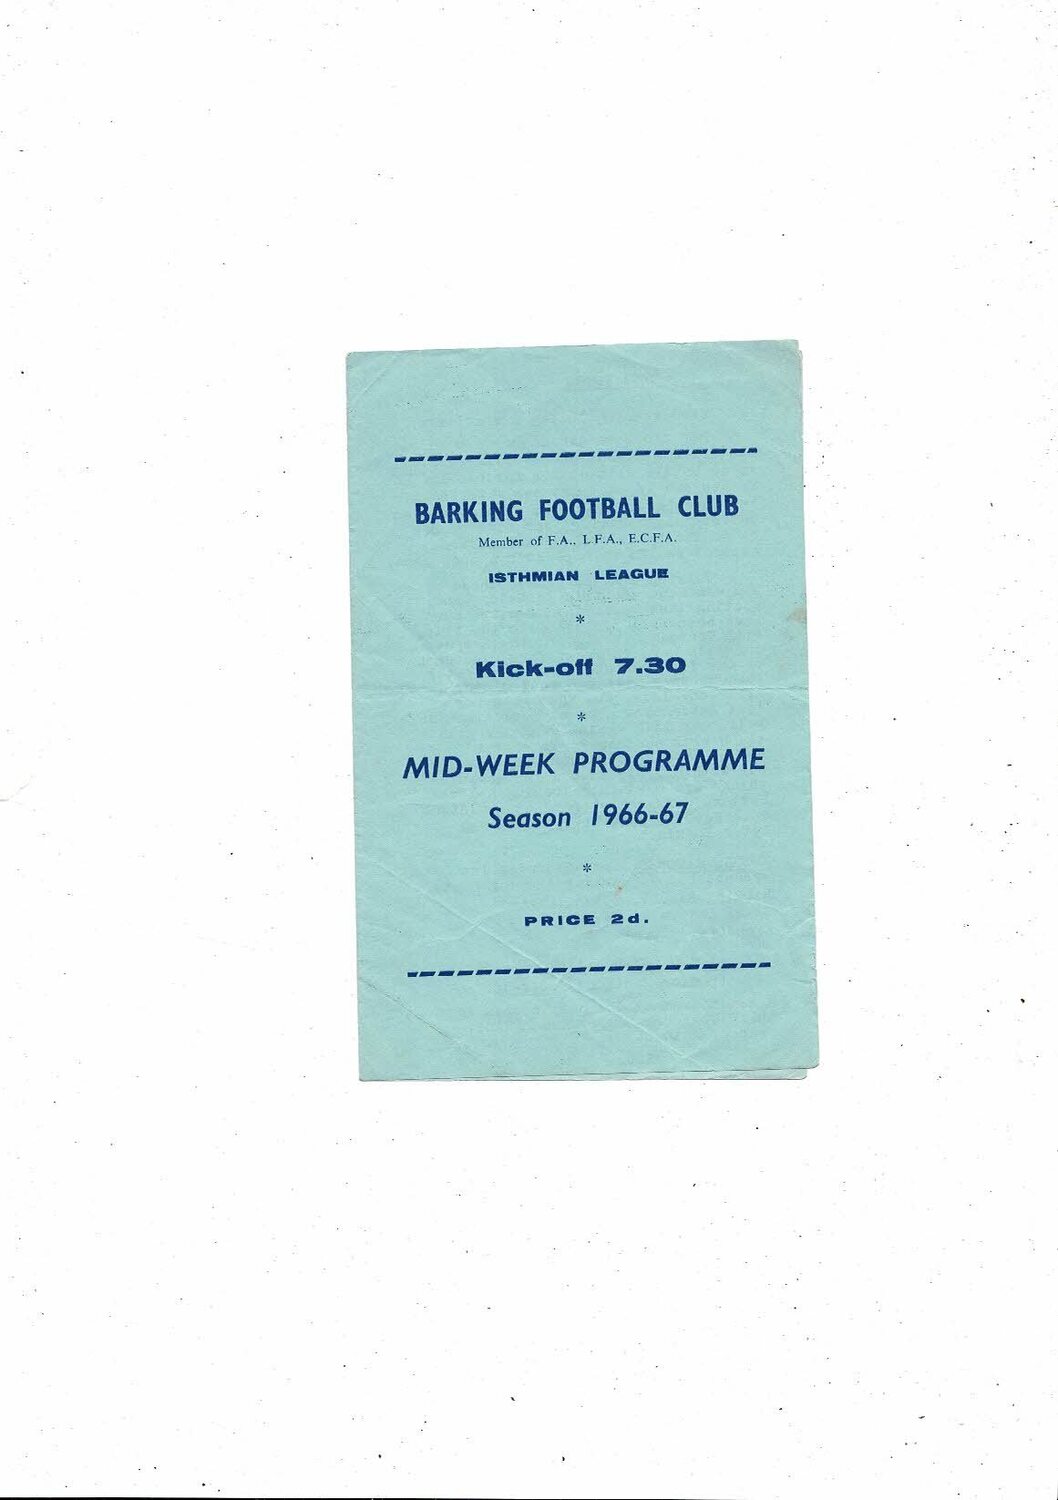 BARKING FOOTBALL CLUB
Member of F.A., L.F.A., E.C.F.A.
ISTHMIAN LEAGUE
*
Kick-off 7.30
*
MID-WEEK PROGRAMME
Season 1966-67
*
PRICE 2d.